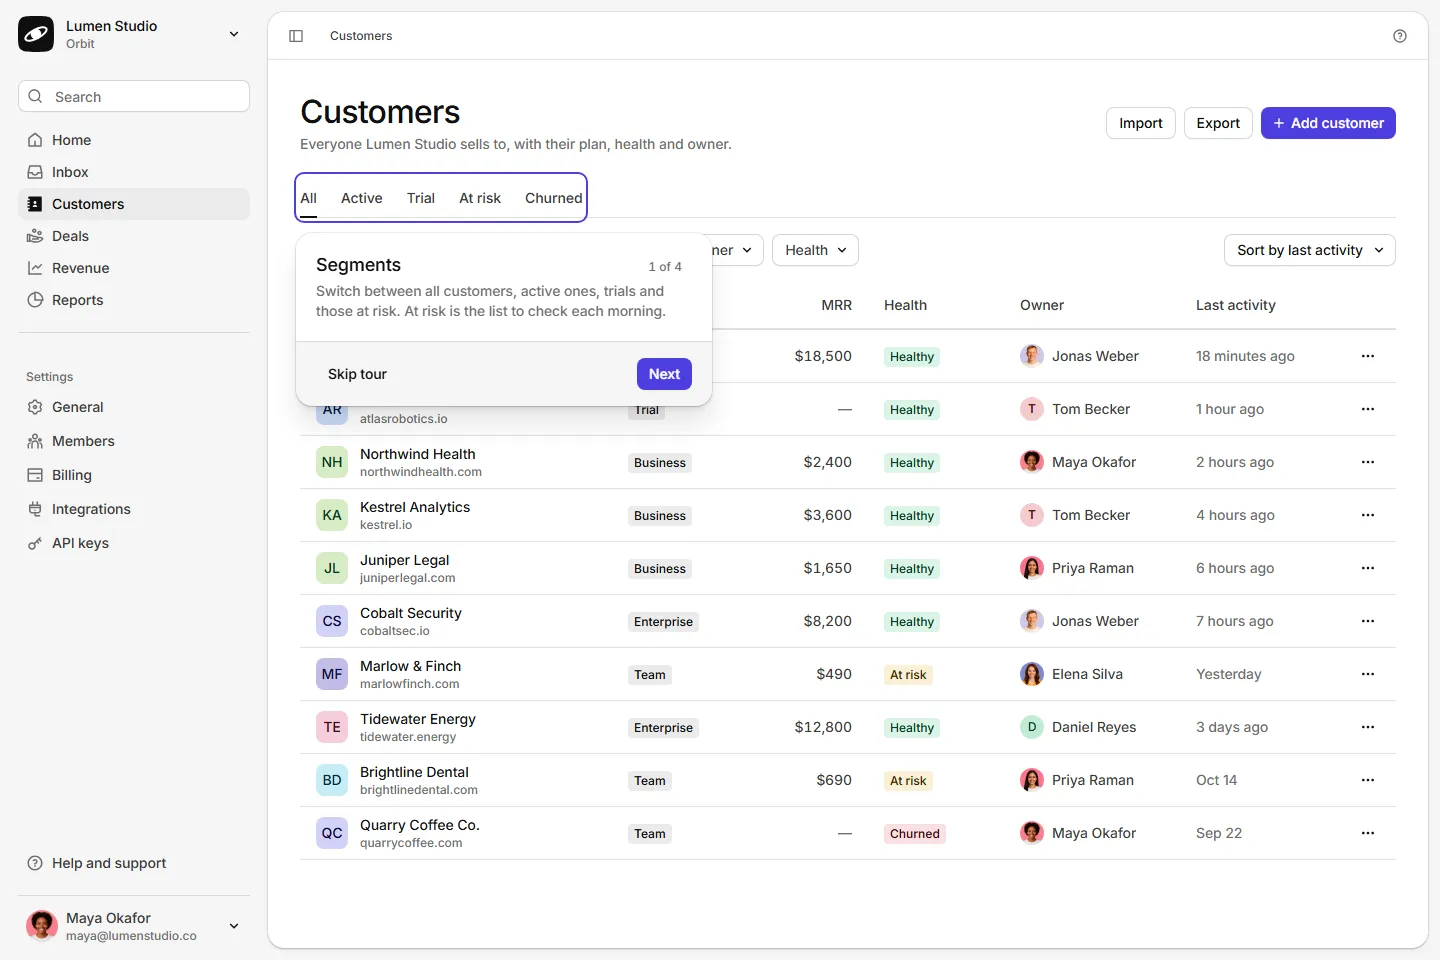 Lumen Studio
Orbit
Search
Home
Inbox
Customers
Deals
Revenue
Reports
Settings
General
Members
Billing
Integrations
API keys
Help and support
Maya Okafor
maya@lumenstudio.co
Customers
Customers
Everyone Lumen Studio sells to, with their plan, health and owner.
Import
Export
+ Add customer
All Active Trial At risk Churned
Health
Sort by last activity
Segments
1 of 4
Switch between all customers, active ones, trials and
those at risk. At risk is the list to check each morning.
Skip tour
Next
MRR Health Owner Last activity
$18,500 Healthy Jonas Weber 18 minutes ago
AR atlasrobotics.io Trial — Healthy T Tom Becker 1 hour ago
NH Northwind Health Business $2,400 Healthy Maya Okafor 2 hours ago
northwindhealth.com
KA Kestrel Analytics Business $3,600 Healthy T Tom Becker 4 hours ago
kestrel.io
JL Juniper Legal Business $1,650 Healthy Priya Raman 6 hours ago
juniperlegal.com
CS Cobalt Security Enterprise $8,200 Healthy Jonas Weber 7 hours ago
cobaltsec.io
MF Marlow & Finch Team $490 At risk Elena Silva Yesterday
marlowfinch.com
TE Tidewater Energy Enterprise $12,800 Healthy D Daniel Reyes 3 days ago
tidewater.energy
BD Brightline Dental Team $690 At risk Priya Raman Oct 14
brightlinedental.com
QC Quarry Coffee Co. Team — Churned Maya Okafor Sep 22
quarrycoffee.com